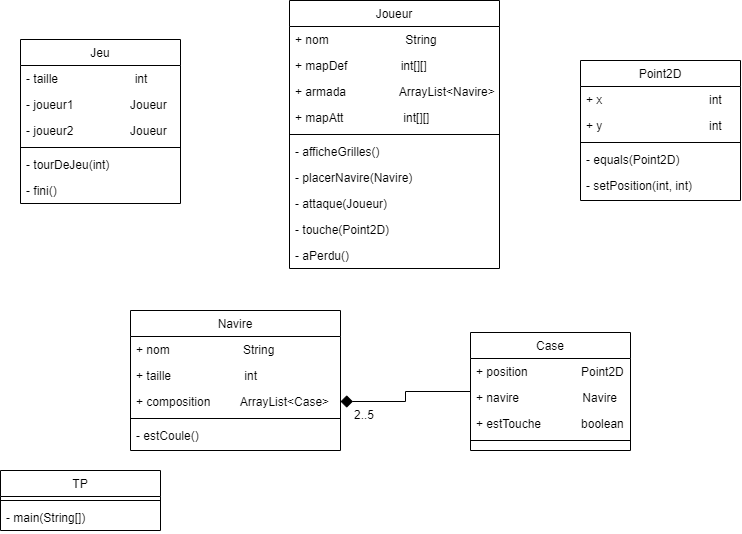 Jeu
- taille int
- joueur1 Joueur
- joueur2 Joueur
- tourDeJeu(int)
- fini()
Joueur
+ nom String
+ mapDef int[][]
+ armada ArrayList<Navire>
+ mapAtt int[][]
- afficheGrilles()
- placerNavire(Navire)
- attaque(Joueur)
- touche(Point2D)
- aPerdu()
Point2D
+ x int
+ y int
- equals(Point2D)
- setPosition(int, int)
Navire
+ nom String
+ taille int
+ composition ArrayList<Case>
- estCoule()
2..5
Case
+ position Point2D
+ navire Navire
+ estTouche boolean
TP
- main(String[])